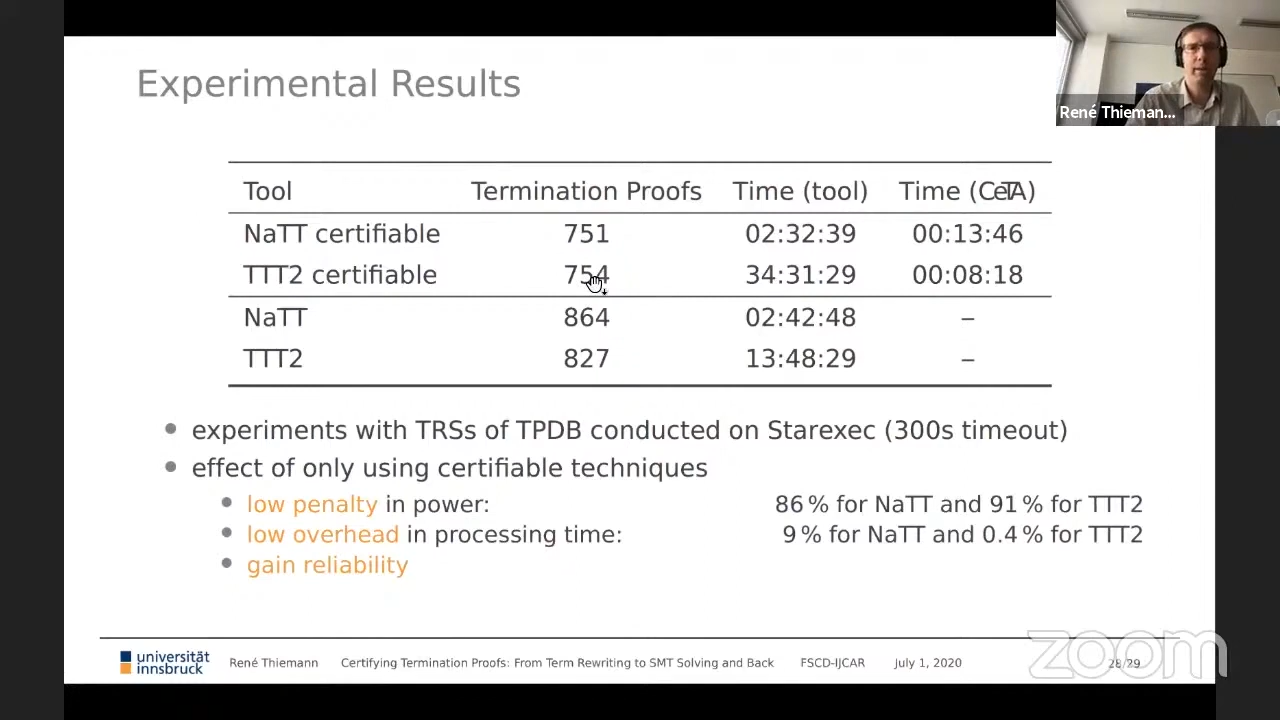 Experimental Results
René Thieman...
Tool Termination Proofs Time (tool) Time (CeTA)
NaTT certifiable 751 02:32:39 00:13:46
TTT2 certifiable 754 34:31:29 00:08:18
NaTT 864 02:42:48 –
TTT2 827 13:48:29 –
• experiments with TRSs of TPDB conducted on Starexec (300s timeout)
• effect of only using certifiable techniques
• low penalty in power: 86 % for NaTT and 91 % for TTT2
• low overhead in processing time: 9 % for NaTT and 0.4 % for TTT2
• gain reliability
universität
innsbruck
René Thiemann Certifying Termination Proofs: From Term Rewriting to SMT Solving and Back FSCD-IJCAR July 1, 2020 28/29
zoom